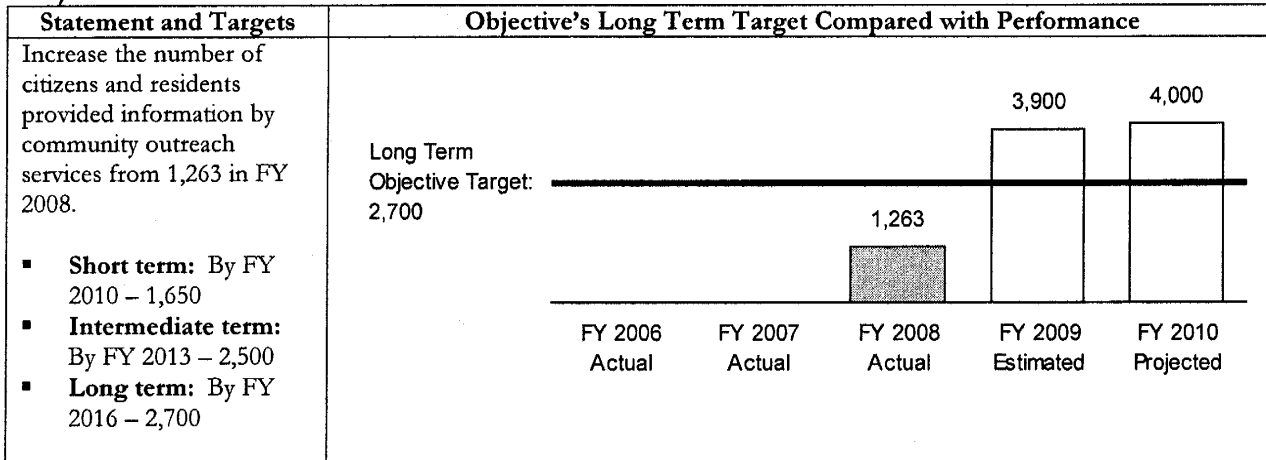 Statement and Targets
Objective's Long Term Target Compared with Performance
Increase the number of
citizens and residents
provided information by
community outreach
services from 1,263 in FY
2008.
▪ Short term: By FY
2010 – 1,650
▪ Intermediate term:
By FY 2013 – 2,500
▪ Long term: By FY
2016 – 2,700
Long Term
Objective Target:
2,700
1,263
3,900
4,000
FY 2006
Actual
FY 2007
Actual
FY 2008
Actual
FY 2009
Estimated
FY 2010
Projected